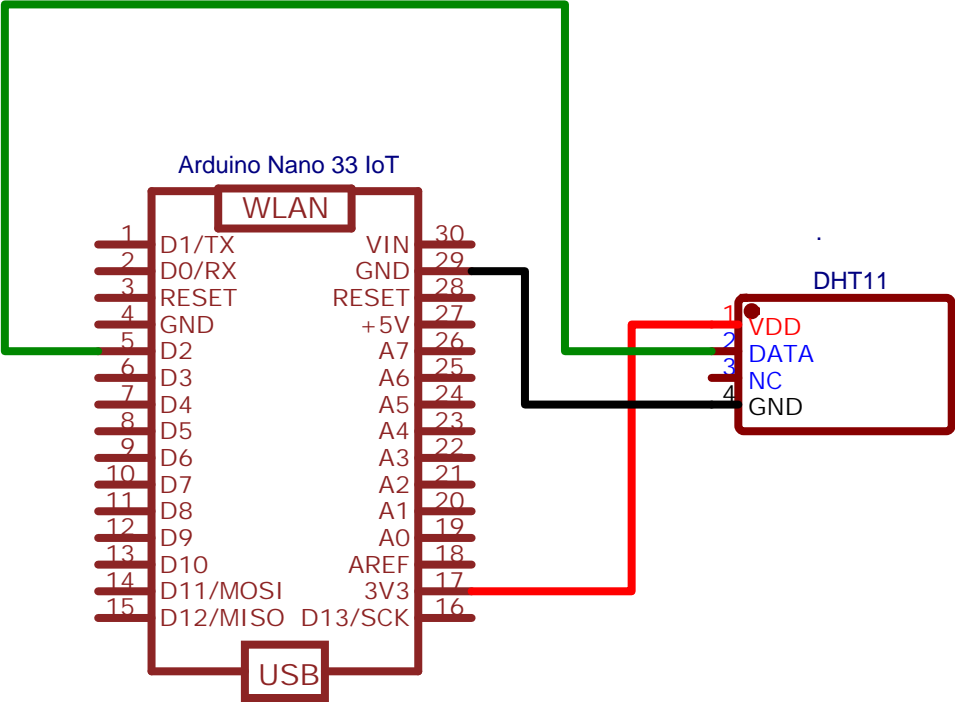 Arduino Nano 33 IoT
WLAN
1 D1/TX VIN 30
2 D0/RX GND 29
3 RESET RESET 28
4 GND +5V 27
5 D2 A7 26
6 D3 A6 25
7 D4 A5 24
8 D5 A4 23
9 D6 A3 22
10 D7 A2 21
11 D8 A1 20
12 D9 A0 19
13 D10 AREF 18
14 D11/MOSI 3V3 17
15 D12/MISO D13/SCK 16
USB
.
DHT11
1 VDD
2 DATA
3 NC
4 GND